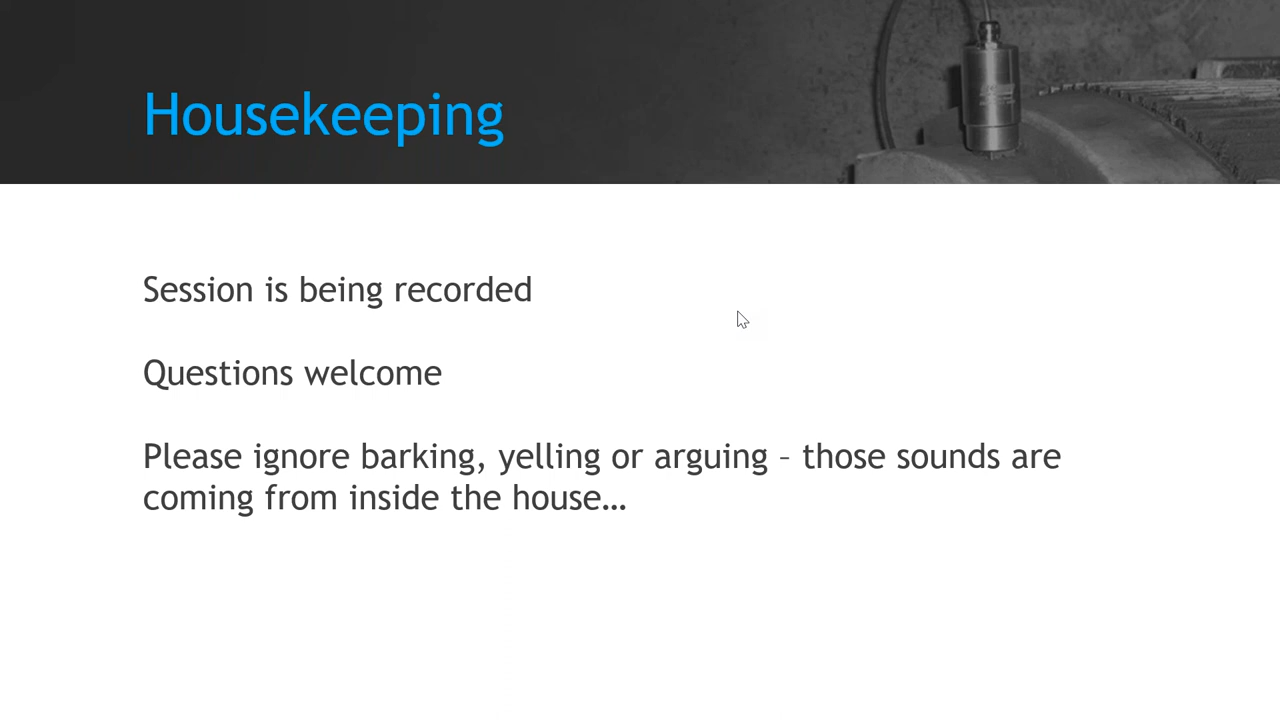 Housekeeping
Session is being recorded
Questions welcome
Please ignore barking, yelling or arguing – those sounds are
coming from inside the house…